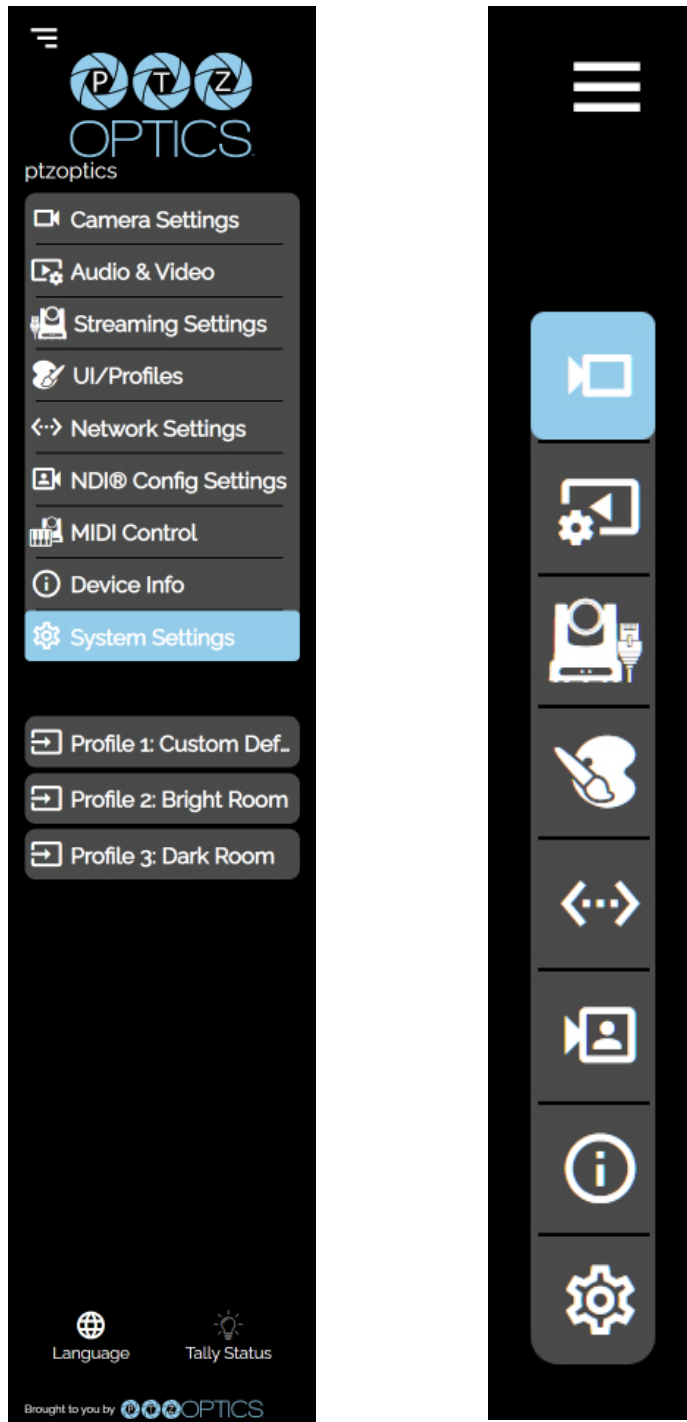 PTZ
OPTICS
ptzoptics
Camera Settings
Audio & Video
Streaming Settings
UI/Profiles
Network Settings
NDI® Config Settings
MIDI Control
Device Info
System Settings
Profile 1: Custom Def...
Profile 2: Bright Room
Profile 3: Dark Room
Language
Tally Status
Brought to you by PTZOPTICS